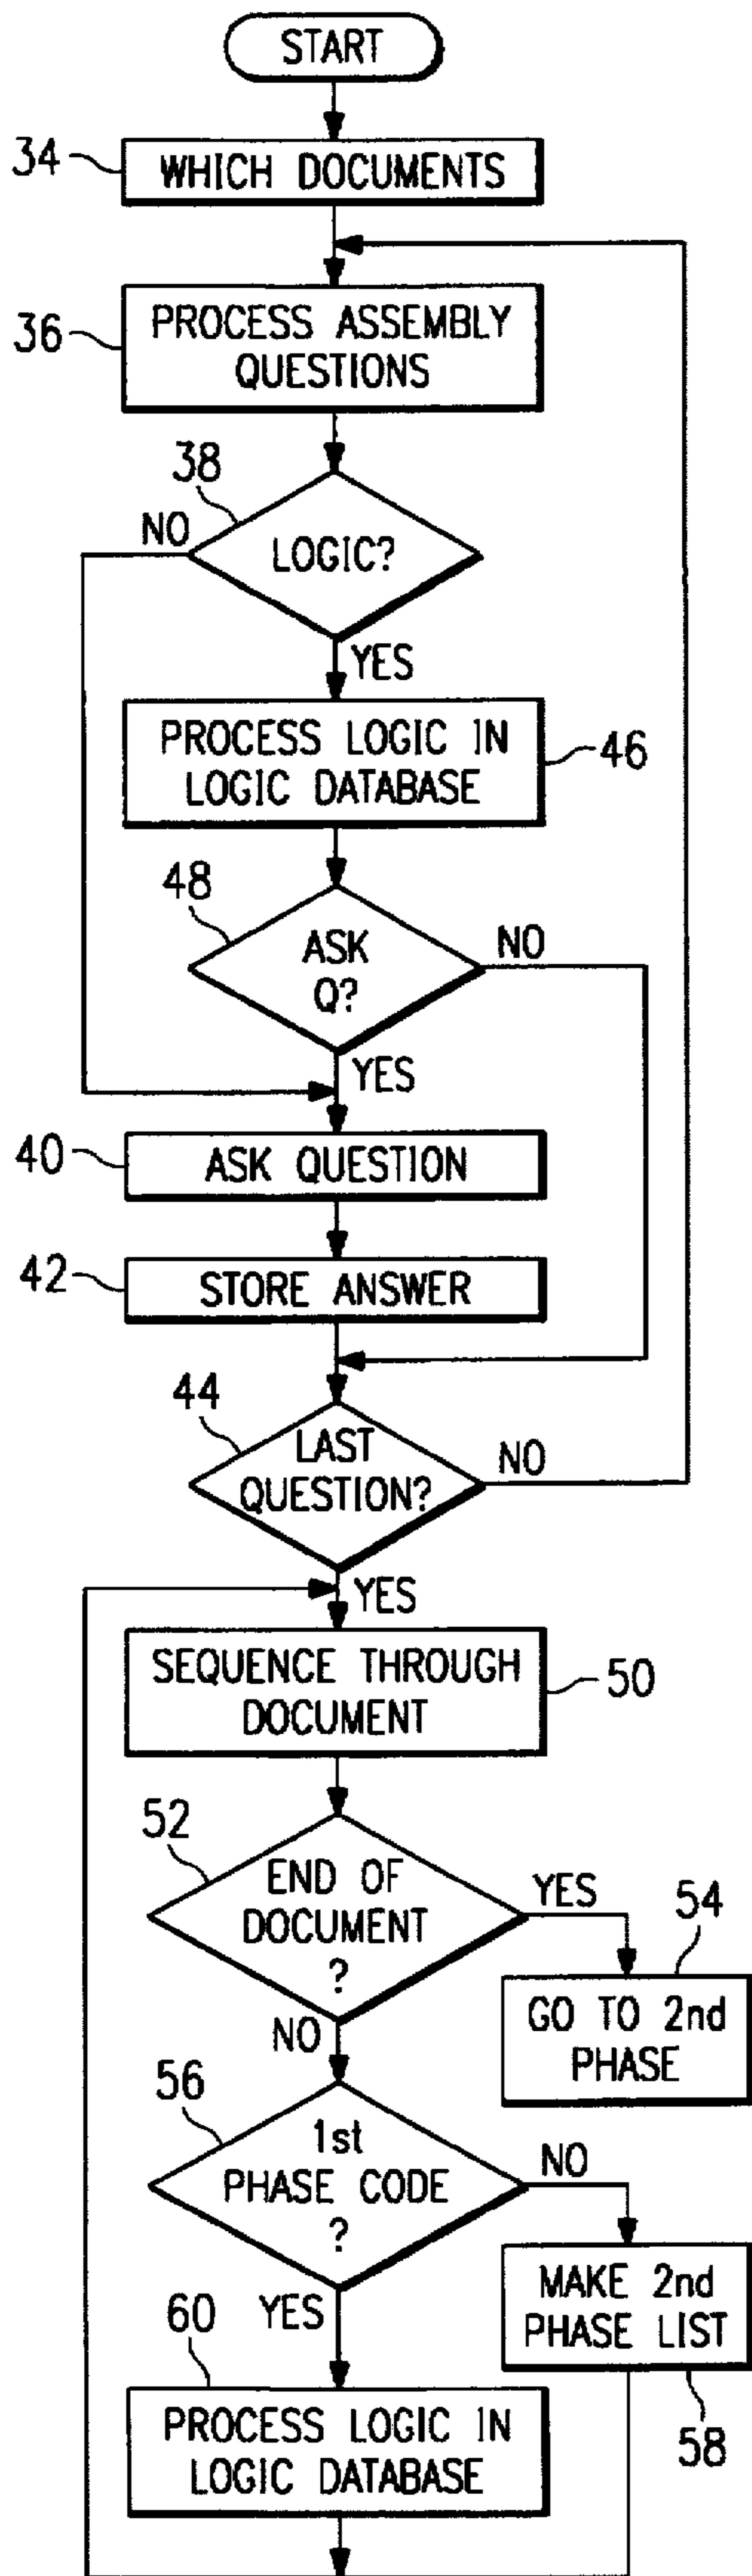 START
34
WHICH DOCUMENTS
36
PROCESS ASSEMBLY
QUESTIONS
38
NO
LOGIC?
YES
PROCESS LOGIC IN
LOGIC DATABASE
46
48
ASK
Q?
NO
YES
40
ASK QUESTION
42
STORE ANSWER
44
LAST
QUESTION?
NO
YES
SEQUENCE THROUGH
DOCUMENT
50
52
END OF
DOCUMENT
?
YES
54
GO TO 2nd
PHASE
NO
56
1st
PHASE CODE
?
NO
MAKE 2nd
PHASE LIST
58
YES
60
PROCESS LOGIC IN
LOGIC DATABASE